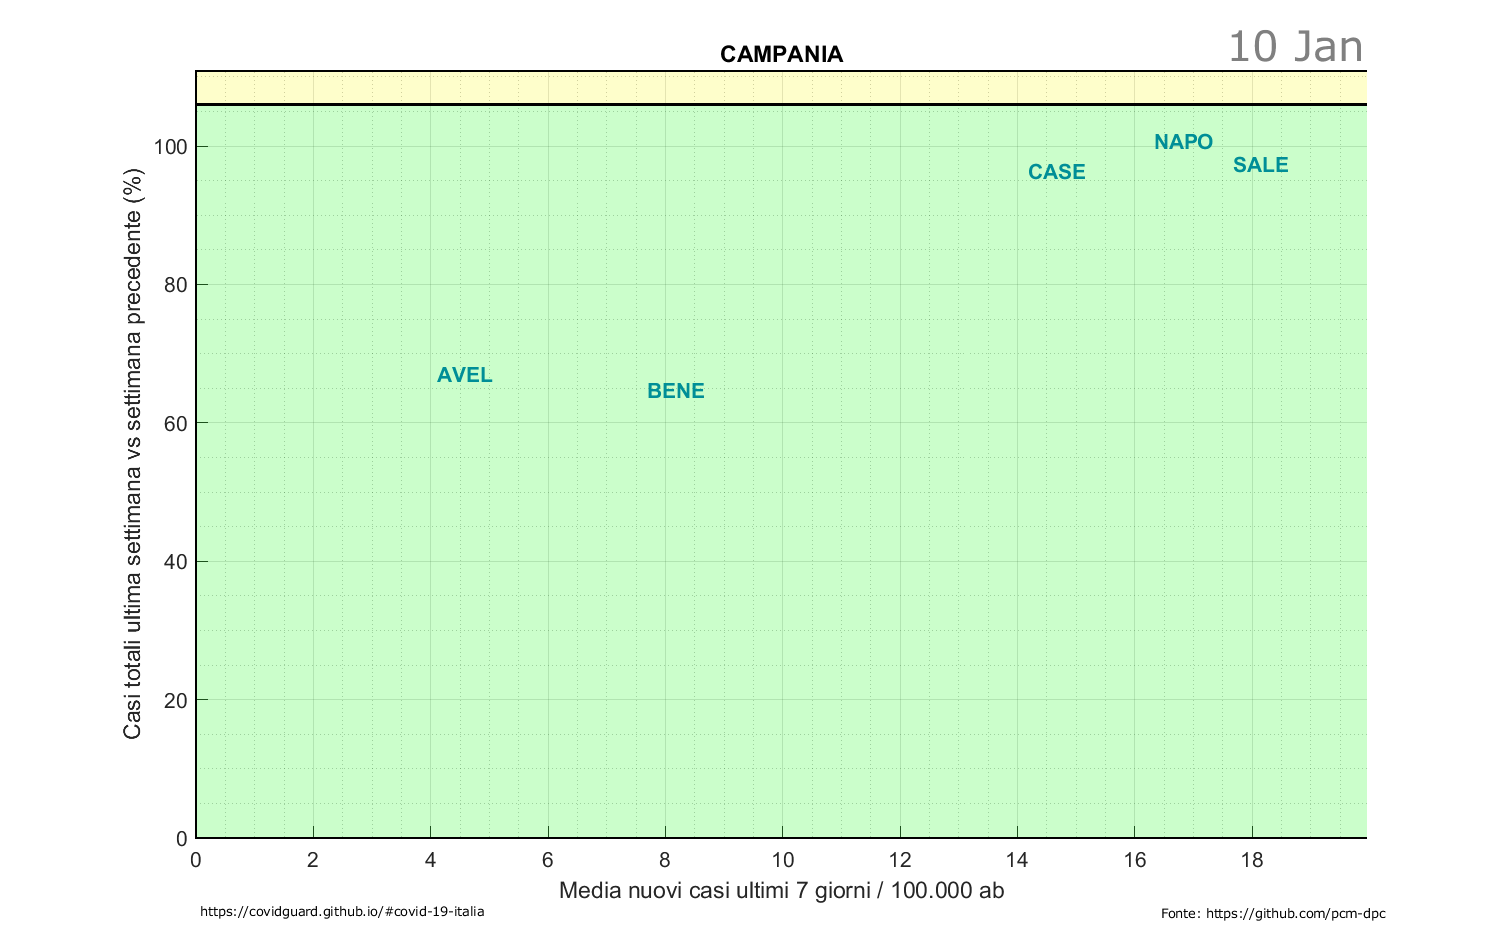 10 Jan
CAMPANIA
Casi totali ultima settimana vs settimana precedente (%)
100
80
60
40
20
0
NAPO
SALE
CASE
AVEL
BENE
0 2 4 6 8 10 12 14 16 18
Media nuovi casi ultimi 7 giorni / 100.000 ab
https://covidguard.github.io/#covid-19-italia
Fonte: https://github.com/pcm-dpc